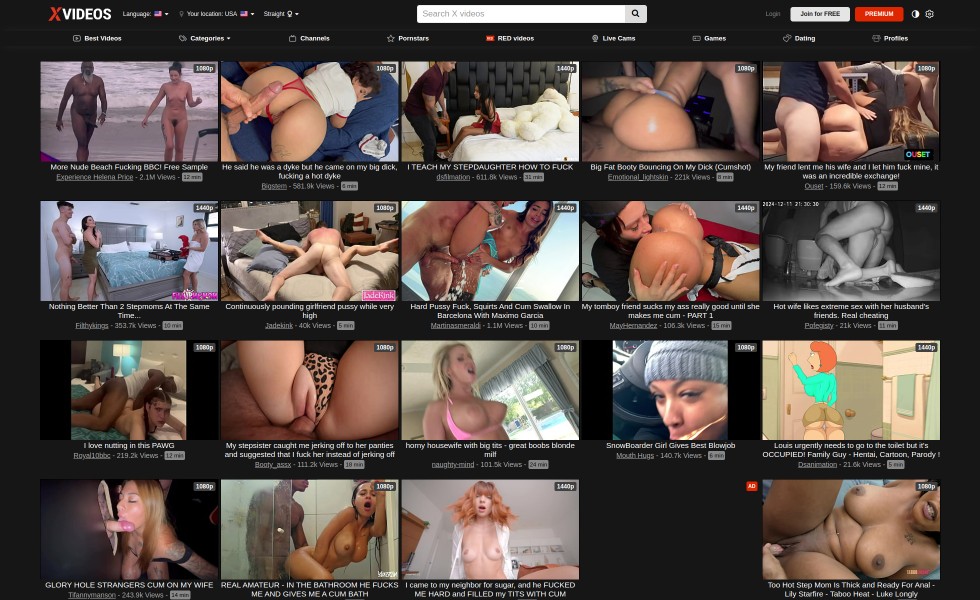 XVIDEOS
Language:
Your location: USA
Straight
Search X videos
Login
Join for FREE
PREMIUM
Best Videos
Categories
Channels
Pornstars
RED videos
Live Cams
Games
Dating
Profiles
1080p
1080p
1440p
1080p
1080p
OUSET
More Nude Beach Fucking BBC! Free Sample
Experience Helena Price - 2.1M Views - 12 min
He said he was a dyke but he came on my big dick,
fucking a hot dyke
Bigstem - 581.9k Views - 6 min
I TEACH MY STEPDAUGHTER HOW TO FUCK
dsfilmation - 611.8k Views - 31 min
Big Fat Booty Bouncing On My Dick (Cumshot)
Emotional_lightskin - 221k Views - 8 min
My friend lent me his wife and I let him fuck mine, it
was an incredible exchange!
Ouset - 159.6k Views - 12 min
1440p
1080p
1440p
1440p
2024-12-11 21:30:30
1440p
JadeKink
Nothing Better Than 2 Stepmoms At The Same
Time...
Filthykings - 353.7k Views - 10 min
Continuously pounding girlfriend pussy while very
high
Jadekink - 40k Views - 5 min
Hard Pussy Fuck, Squirts And Cum Swallow In
Barcelona With Maximo Garcia
Martinasmeraldi - 1.1M Views - 10 min
My tomboy friend sucks my ass really good until she
makes me cum - PART 1
MayHernandez - 106.3k Views - 15 min
Hot wife likes extreme sex with her husband's
friends. Real cheating
Pafegisty - 21k Views - 11 min
1080p
1080p
1080p
1080p
1440p
I love nutting in this PAWG
Royal10bbc - 219.2k Views - 12 min
My stepsister caught me jerking off to her panties
and suggested that I fuck her instead of jerking off
Booty_assx - 111.2k Views - 18 min
horny housewife with big tits - great boobs blonde
milf
naughty-mind - 101.5k Views - 24 min
SnowBoarder Girl Gives Best Blowjob
Mouth Hugs - 140.7k Views - 6 min
Louis urgently needs to go to the toilet but it's
OCCUPIED! Family Guy - Hentai, Cartoon, Parody !
Dsanimation - 21.6k Views - 5 min
1080p
1080p
1440p
AD
1080p
GLORY HOLE STRANGERS CUM ON MY WIFE
Tifannymanson - 243.9k Views - 14 min
REAL AMATEUR - IN THE BATHROOM HE FUCKS
ME AND GIVES ME A CUM BATH
I came to my neighbor for sugar, and he FUCKED
ME HARD and FILLED my TITS WITH CUM
Too Hot Step Mom Is Thick and Ready For Anal -
Lily Starfire - Taboo Heat - Luke Longly